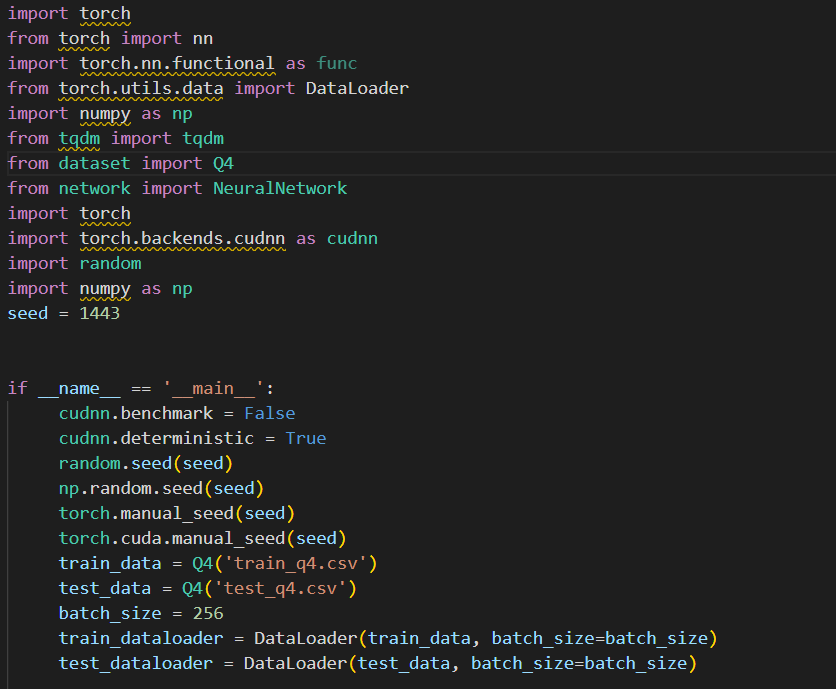 import torch
from torch import nn
import torch.nn.functional as func
from torch.utils.data import DataLoader
import numpy as np
from tqdm import tqdm
from dataset import Q4
from network import NeuralNetwork
import torch
import torch.backends.cudnn as cudnn
import random
import numpy as np
seed = 1443
if __name__ == '__main__':
cudnn.benchmark = False
cudnn.deterministic = True
random.seed(seed)
np.random.seed(seed)
torch.manual_seed(seed)
torch.cuda.manual_seed(seed)
train_data = Q4('train_q4.csv')
test_data = Q4('test_q4.csv')
batch_size = 256
train_dataloader = DataLoader(train_data, batch_size=batch_size)
test_dataloader = DataLoader(test_data, batch_size=batch_size)